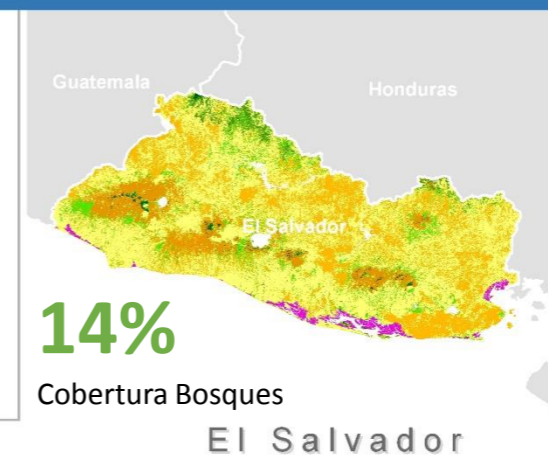 Guatemala
Honduras
El Salvador
14%
Cobertura Bosques
El Salvador